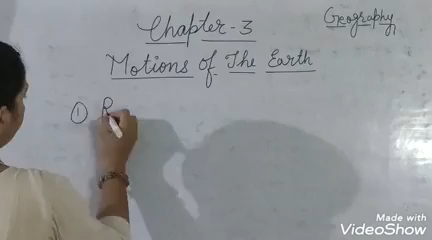 Geography
Chapter-3
Motions of The Earth
① R
Made with
VideoShow